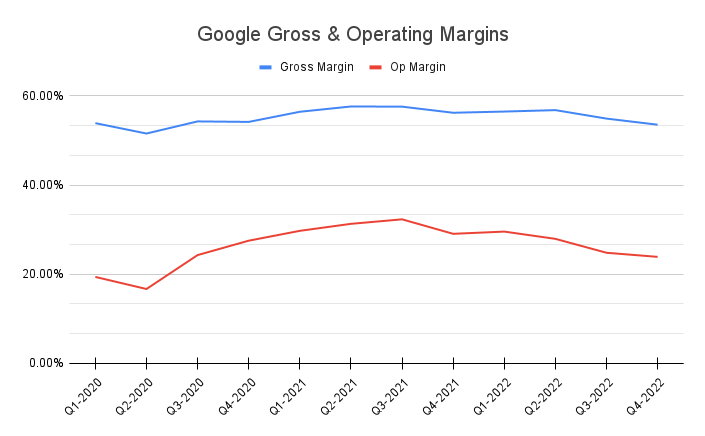 Google Gross & Operating Margins
Gross Margin Op Margin
60.00%
40.00%
20.00%
0.00%
Q1-2020 Q2-2020 Q3-2020 Q4-2020 Q1-2021 Q2-2021 Q3-2021 Q4-2021 Q1-2022 Q2-2022 Q3-2022 Q4-2022